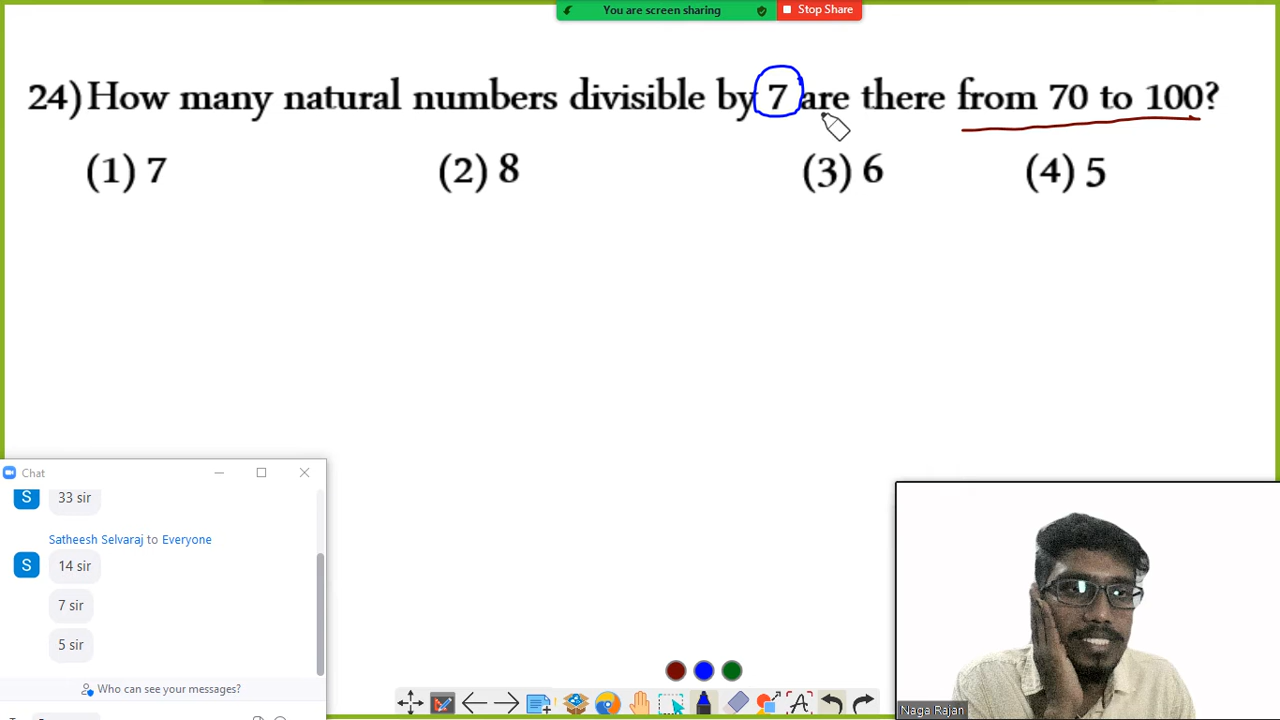 You are screen sharing
Stop Share
24) How many natural numbers divisible by 7 are there from 70 to 100?
(1) 7 (2) 8 (3) 6 (4) 5
Chat
S 33 sir
Satheesh Selvaraj to Everyone
S 14 sir
7 sir
5 sir
Who can see your messages?
Naga Rajan